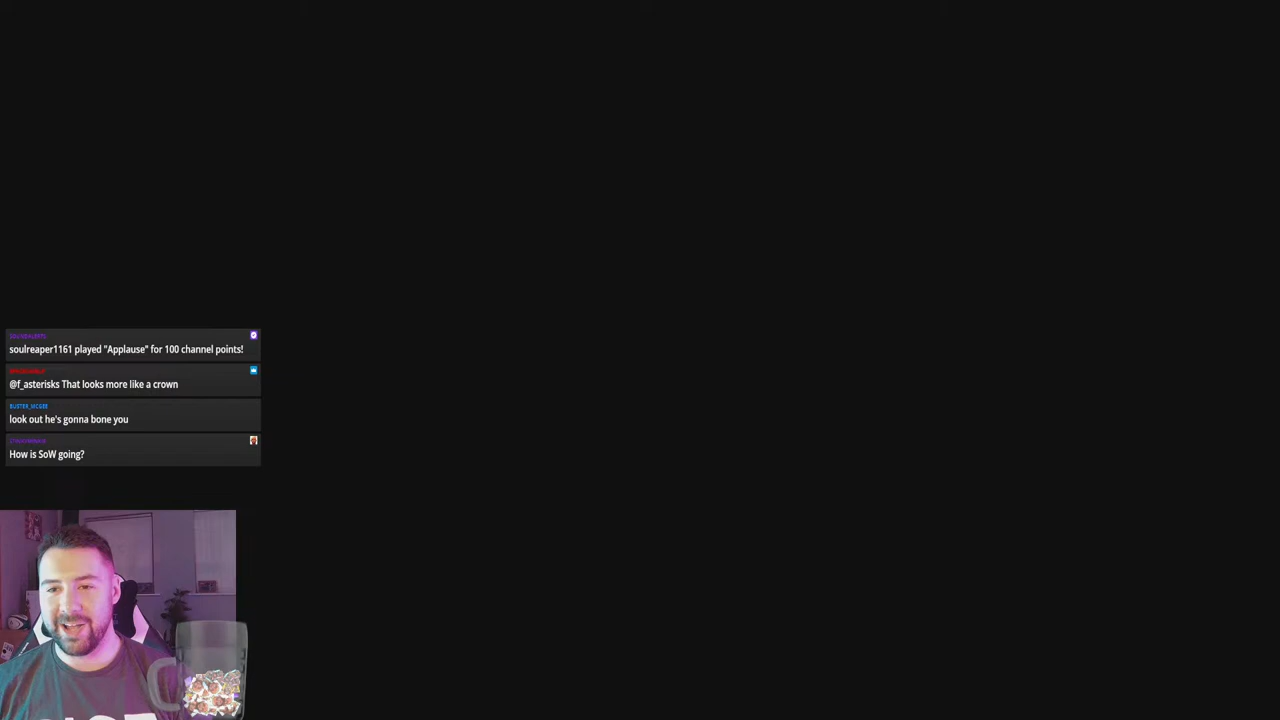 soulreaper1161 played "Applause" for 100 channel points!
@f_asterisks That looks more like a crown
BUSTER_MCGEE
look out he's gonna bone you
How is SoW going?